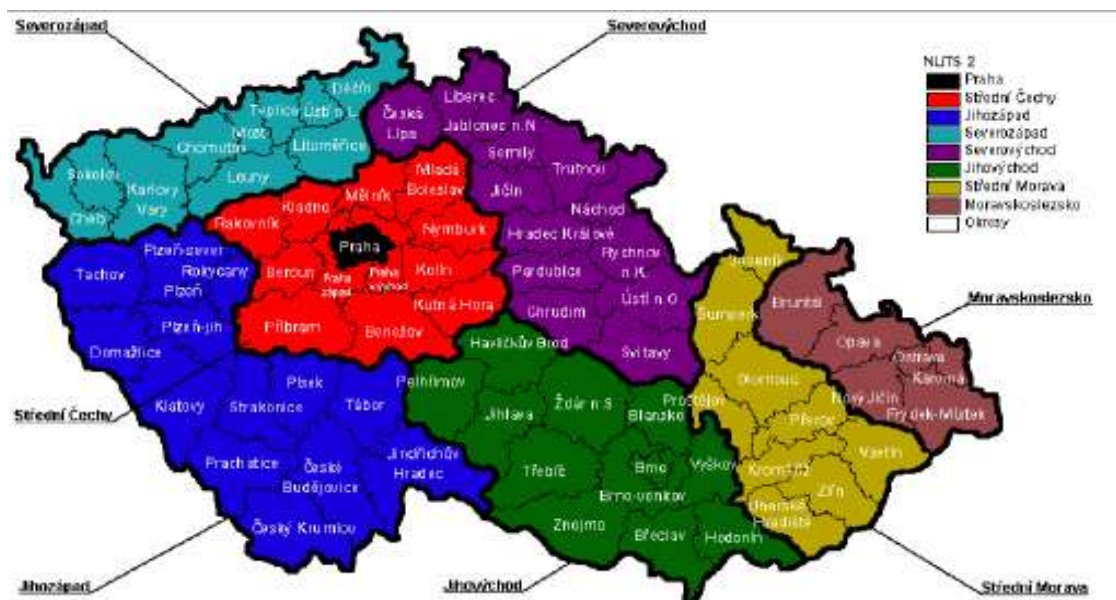 Severozápad
Severovýchod
NUTS 2
Praha
Střední Čechy
Jihozápad
Severozápad
Severovýchod
Jihovýchod
Střední Morava
Moravskoslezsko
Okresy
Děčín
Teplice
Ústí n L
Most
Chomutov
Litoměřice
Louny
Sokolov
Karlovy
Vary
Cheb
Česká
Lípa
Liberec
Jablonec n.N
Semily
Trutnov
Jičín
Náchod
Hradec Králové
Rychnov
n K.
Pardubice
Ústí n.O
Chrudim
Svitavy
Mladá
Boleslav
Mělník
Kladno
Rakovník
Nymburk
Praha
Beroun
Praha
západ
Praha
východ
Kolín
Kutná Hora
Příbram
Benešov
Plzeň-sever
Tachov
Rokycany
Plzeň
Plzeň-jih
Domažlice
Klatovy
Písek
Strakonice
Tábor
Prachatice
České
Budějovice
Jindřichův
Hradec
Český Krumlov
Havlíčkův Brod
Pelhřimov
Jihlava
Žďár n S
Blansko
Třebíč
Brno
Vyškov
Brno-venkov
Znojmo
Břeclav
Hodonín
Jeseník
Šumperk
Olomouc
Prostějov
Přerov
Kroměříž
Vsetín
Zlín
Uherské
Hradiště
Bruntál
Opava
Ostrava
Karviná
Nový Jičín
Frýdek-Místek
Moravskoslezsko
Střední Čechy
Jihozápad
Jihovýchod
Střední Morava